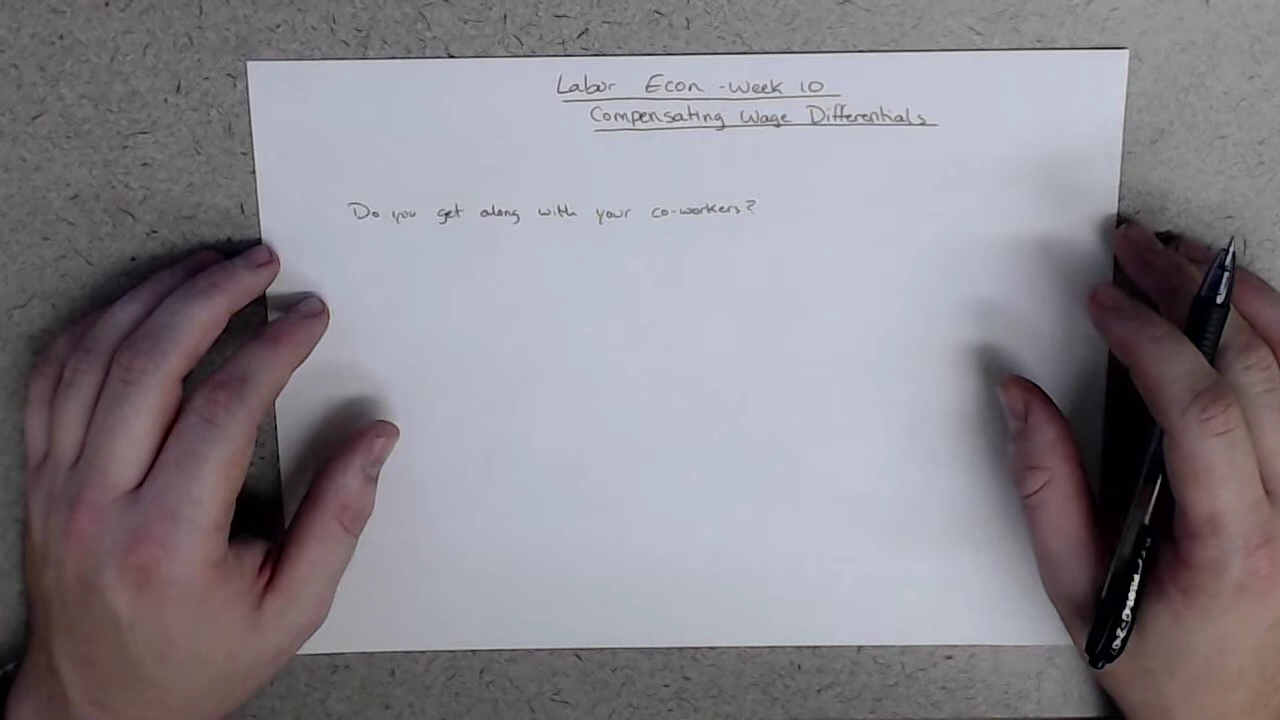 Labor Econ - Week 10
Compensating Wage Differentials
Do you get along with your co-workers?